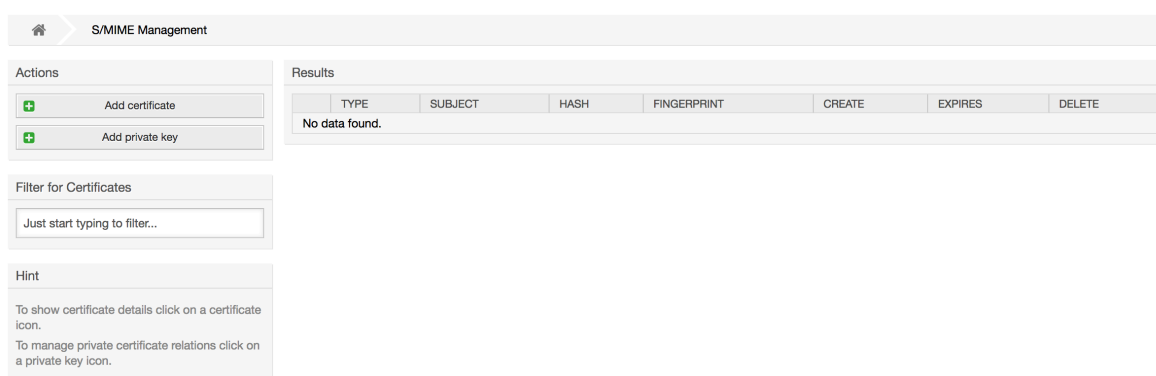 S/MIME Management
Actions
Add certificate
Add private key
Filter for Certificates
Just start typing to filter...
Hint
To show certificate details click on a certificate
icon.
To manage private certificate relations click on
a private key icon.
Results
TYPE SUBJECT HASH FINGERPRINT CREATE EXPIRES DELETE
No data found.